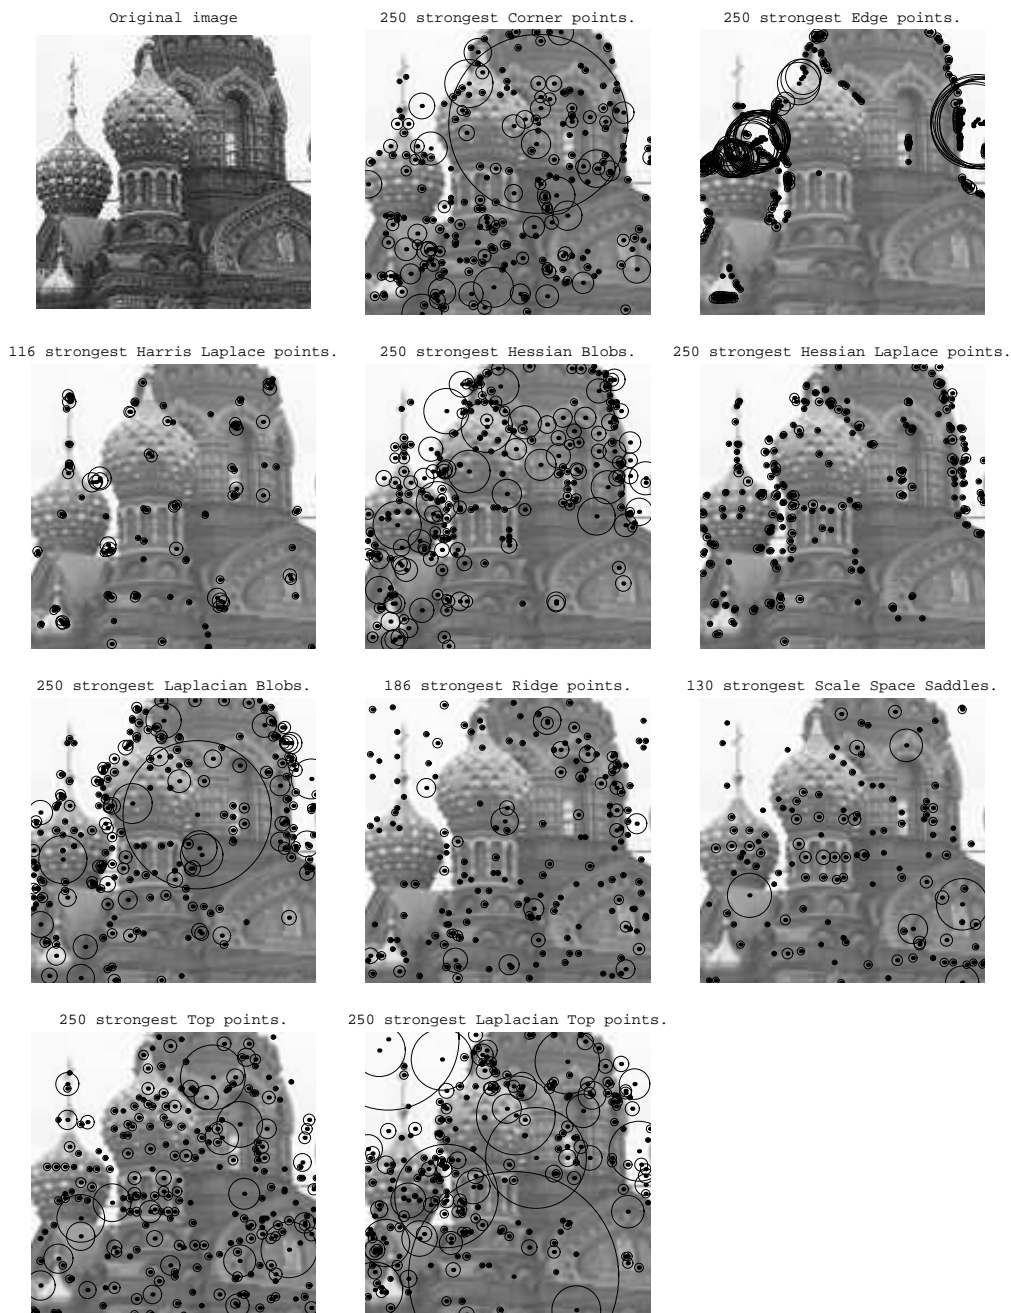 Original image
250 strongest Corner points.
250 strongest Edge points.
116 strongest Harris Laplace points.
250 strongest Hessian Blobs.
250 strongest Hessian Laplace points.
250 strongest Laplacian Blobs.
186 strongest Ridge points.
130 strongest Scale Space Saddles.
250 strongest Top points.
250 strongest Laplacian Top points.